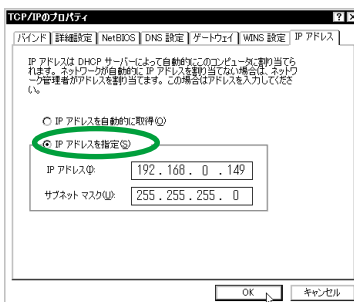 TCP/IPのプロパティ
バインド 詳細設定 NetBIOS DNS 設定 ゲートウェイ WINS 設定 IP アドレス
IP アドレスは DHCP サーバーによって自動的にこのコンピュータに割り当てら
れます。ネットワークが自動的に IP アドレスを割り当てない場合は、ネットワ
ーク管理者がアドレスを割り当てます。この場合はアドレスを入力してくださ
い。
IP アドレスを自動的に取得(O)
IP アドレスを指定(S)
IP アドレス(I): 192.168.0.149
サブネット マスク(U): 255.255.255.0
OK キャンセル